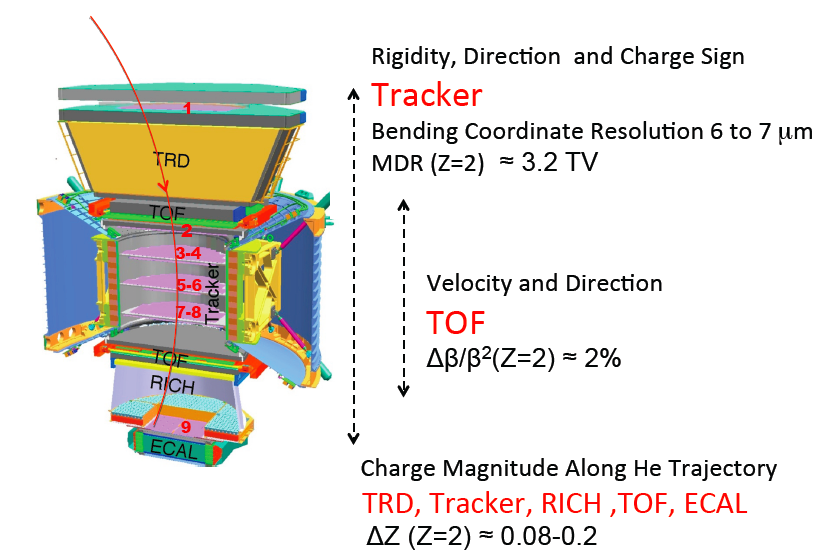 Rigidity, Direction and Charge Sign
Tracker
Bending Coordinate Resolution 6 to 7 μm
MDR (Z=2) ≈ 3.2 TV
Velocity and Direction
TOF
Δβ/β²(Z=2) ≈ 2%
Charge Magnitude Along He Trajectory
TRD, Tracker, RICH ,TOF, ECAL
ΔZ (Z=2) ≈ 0.08-0.2
1
TRD
TOF
2
3-4
5-6
7-8
Tracker
TOF
RICH
9
ECAL